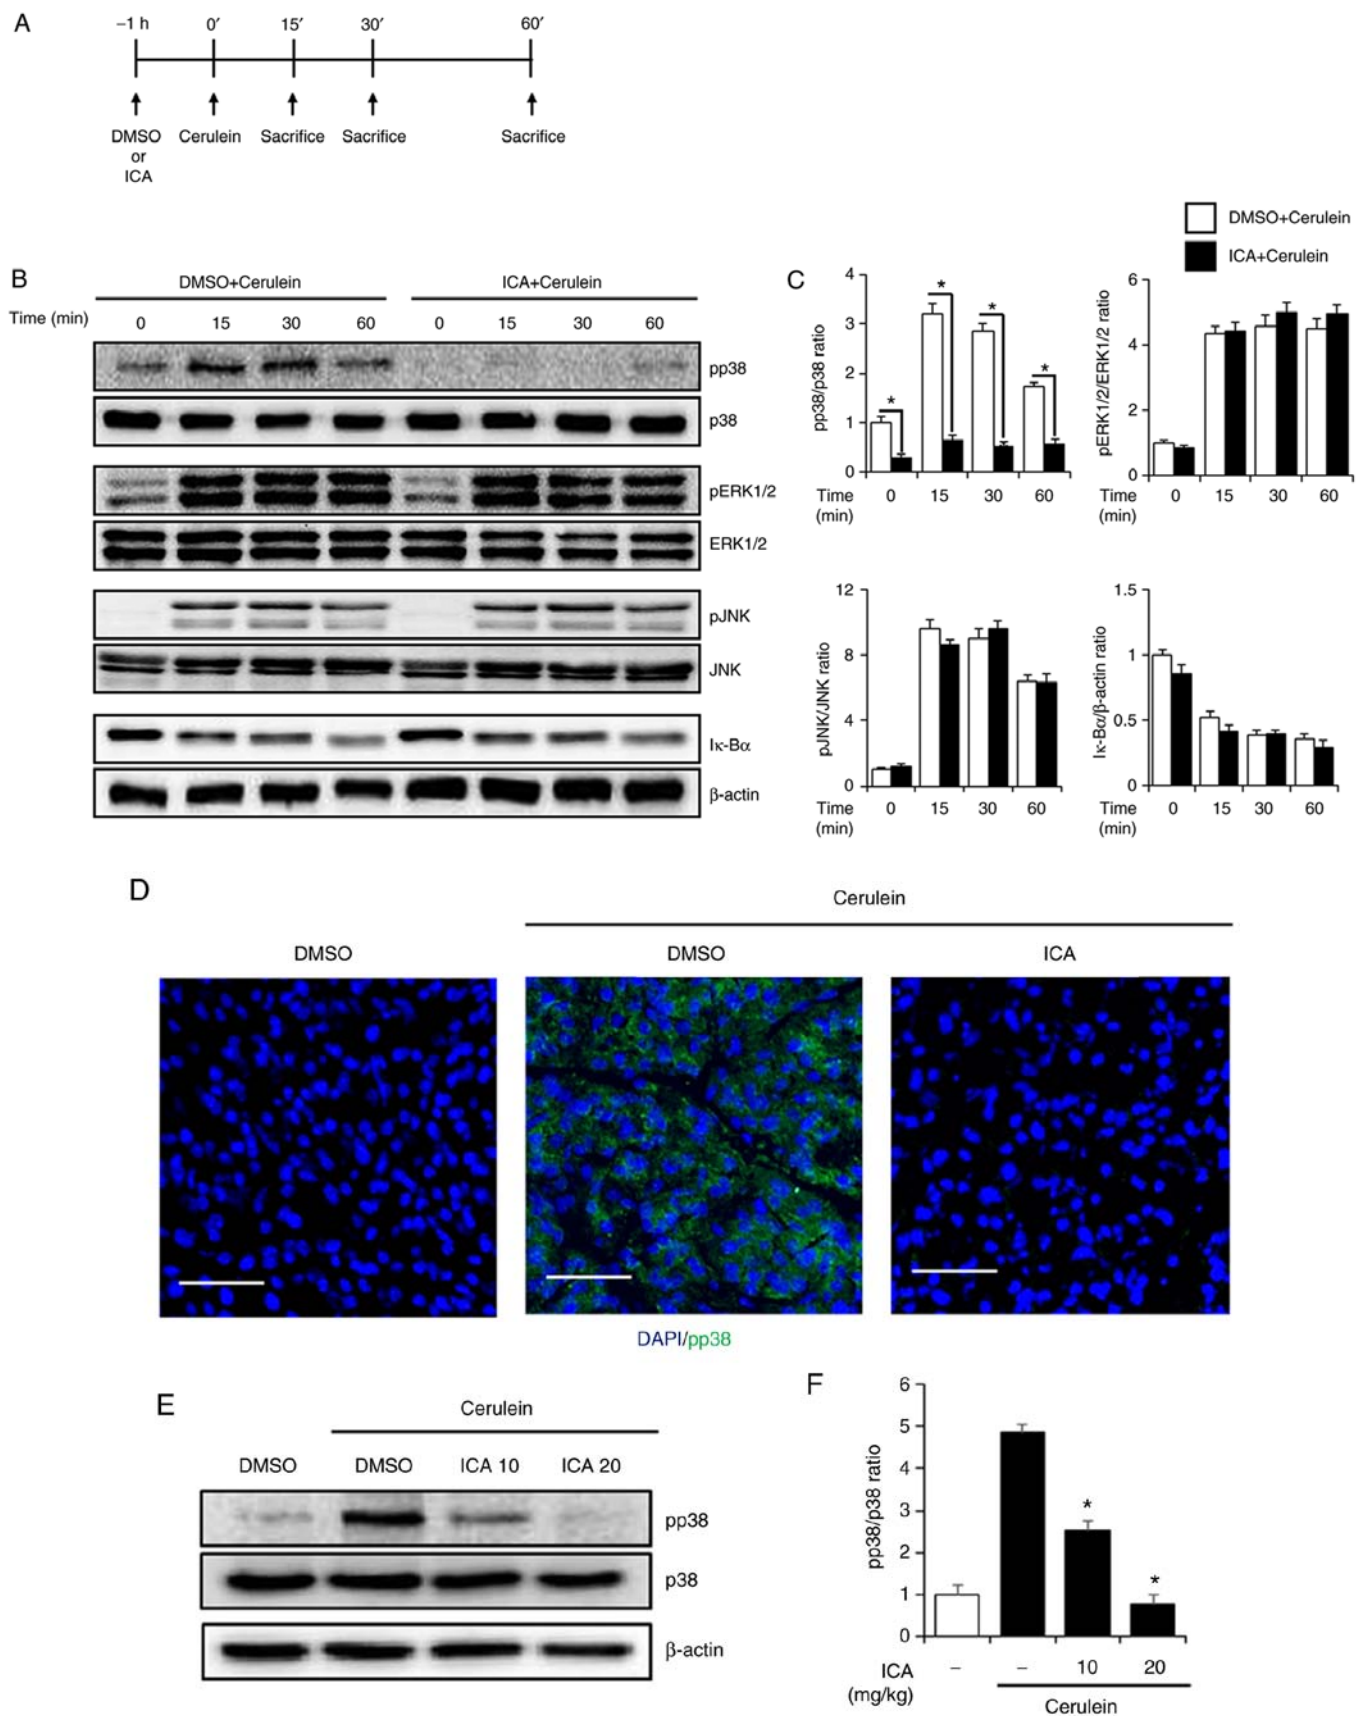 A
–1 h 0′ 15′ 30′ 60′
DMSO Cerulein Sacrifice Sacrifice Sacrifice
or
ICA
B
DMSO+Cerulein ICA+Cerulein
Time (min) 0 15 30 60 0 15 30 60
pp38
p38
pERK1/2
ERK1/2
pJNK
JNK
Iκ-Bα
β-actin
DMSO+Cerulein
ICA+Cerulein
C
pp38/p38 ratio
4
3
2
1
0
* * * *
Time 0 15 30 60
(min)
pERK1/2/ERK1/2 ratio
6
4
2
0
Time 0 15 30 60
(min)
pJNK/JNK ratio
12
8
4
0
Time 0 15 30 60
(min)
Iκ-Bα/β-actin ratio
1.5
1
0.5
0
Time 0 15 30 60
(min)
D
Cerulein
DMSO DMSO ICA
DAPI/pp38
E
Cerulein
DMSO DMSO ICA 10 ICA 20
pp38
p38
β-actin
F
pp38/p38 ratio
6
5
4
3
2
1
0
* *
ICA – – 10 20
(mg/kg)
Cerulein